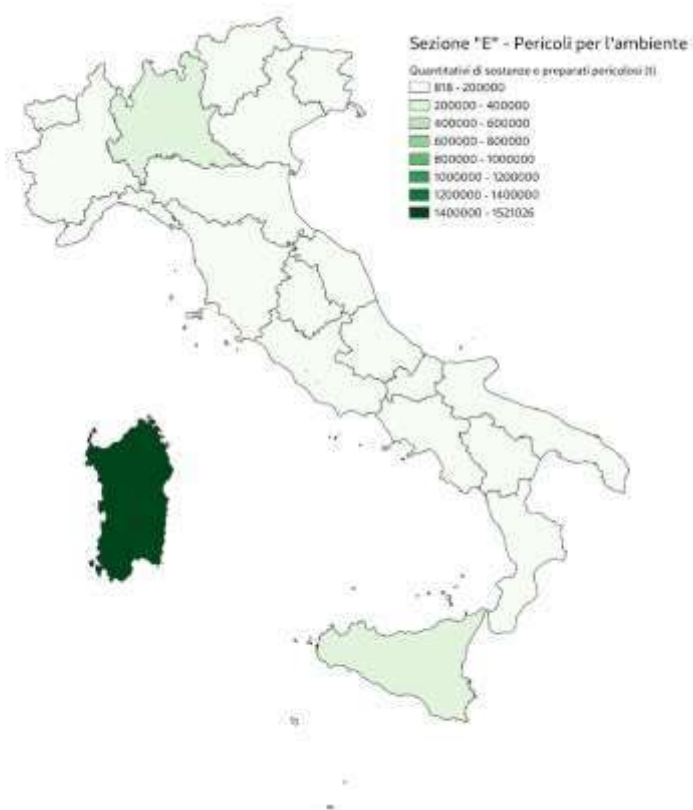 Sezione "E" - Pericoli per l'ambiente
Quantitativi di sostanze e preparati pericolosi (t)
818 - 200000
200000 - 400000
400000 - 600000
600000 - 800000
800000 - 1000000
1000000 - 1200000
1200000 - 1400000
1400000 - 1521026